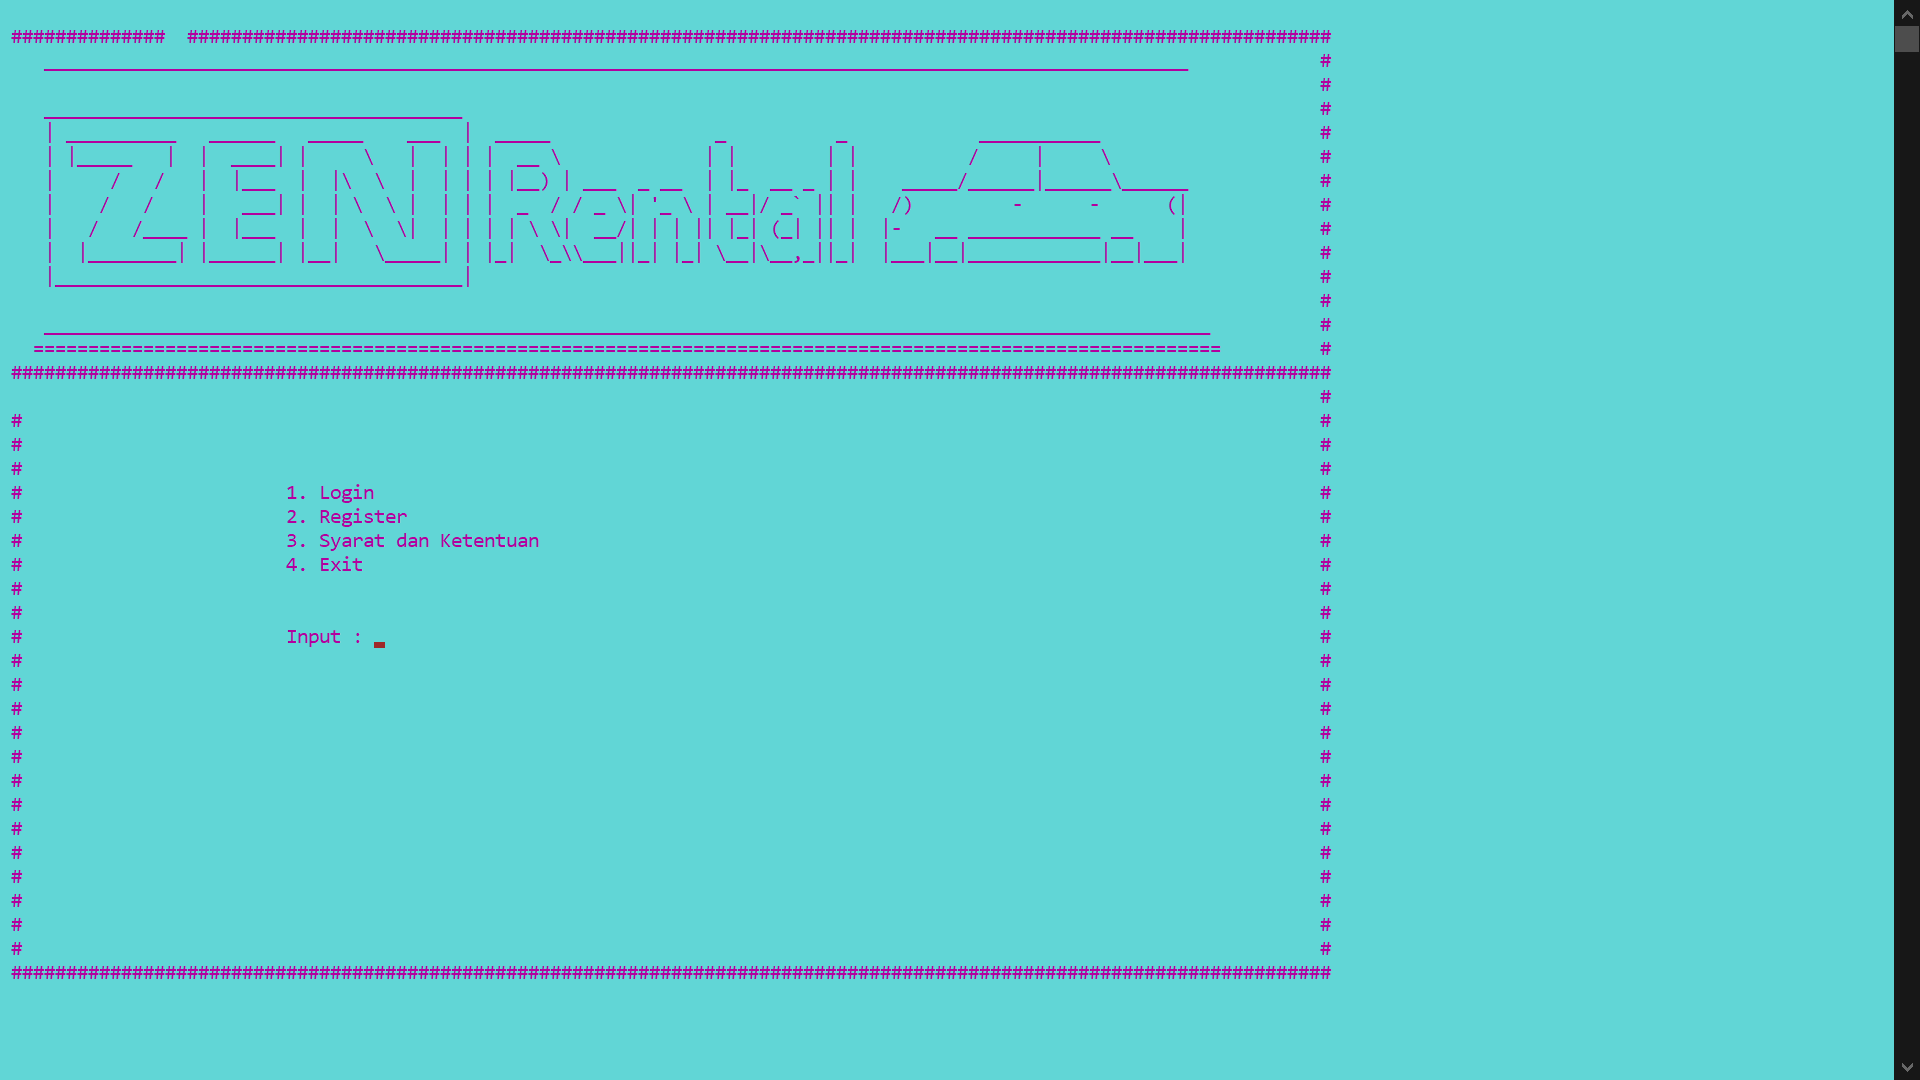 ZEN Rental
1. Login
2. Register
3. Syarat dan Ketentuan
4. Exit
Input :